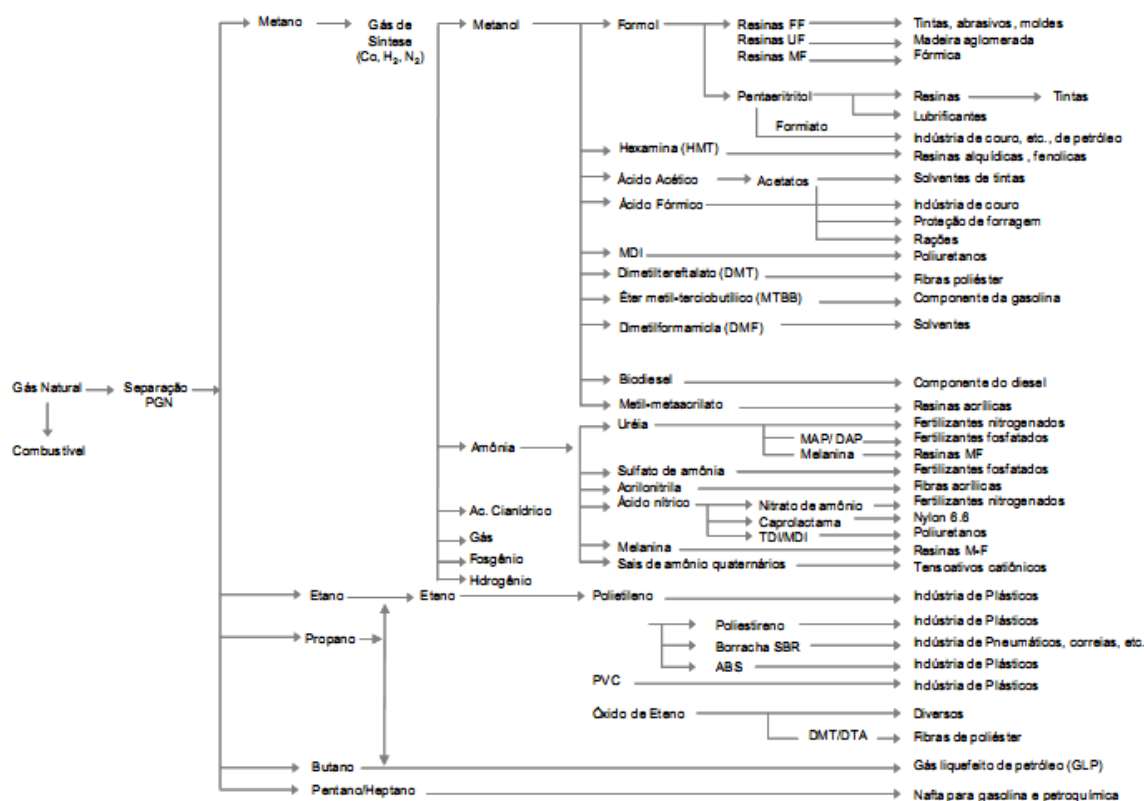 Metano
Gás de
Síntese
(Co, H₂, N₂)
Metanol
Formol
Resinas FF
Tintas, abrasivos, moldes
Resinas UF
Madeira aglomerada
Resinas MF
Fórmica
Pentaeritritol
Resinas
Tintas
Lubrificantes
Formiato
Indústria de couro, etc., de petróleo
Hexamina (HMT)
Resinas alquídicas , fenolicas
Ácido Acético
Acetatos
Solventes de tintas
Ácido Fórmico
Indústria de couro
Proteção de forragem
Rações
MDI
Poliuretanos
Dimetiltereftalato (DMT)
Fibras poliéster
Éter metil-terciobutílico (MTBB)
Componente da gasolina
Dimetilformamicla (DMF)
Solventes
Gás Natural
Separação
PGN
Combustível
Biodiesel
Componente do diesel
Metil-metaacrilato
Resinas acrílicas
Amônia
Uréia
Fertilizantes nitrogenados
MAP/ DAP
Fertilizantes fosfatados
Melanina
Resinas MF
Sulfato de amônia
Fertilizantes fosfatados
Acrilonitrila
Fibras acrílicas
Ácido nítrico
Nitrato de amônio
Fertilizantes nitrogenados
Caprolactama
Nylon 6.6
TDI/MDI
Poliuretanos
Melanina
Resinas M-F
Sais de amônio quaternários
Tensoativos catiônicos
Ac. Cianídrico
Gás
Fosgênio
Hidrogênio
Etano
Eteno
Polietileno
Indústria de Plásticos
Propano
Poliestireno
Indústria de Plásticos
Borracha SBR
Indústria de Pneumáticos, correias, etc.
ABS
Indústria de Plásticos
PVC
Indústria de Plásticos
Óxido de Eteno
Diversos
DMT/DTA
Fibras de poliéster
Butano
Gás liquefeito de petróleo (GLP)
Pentano/Heptano
Nafta para gasolina e petroquímica